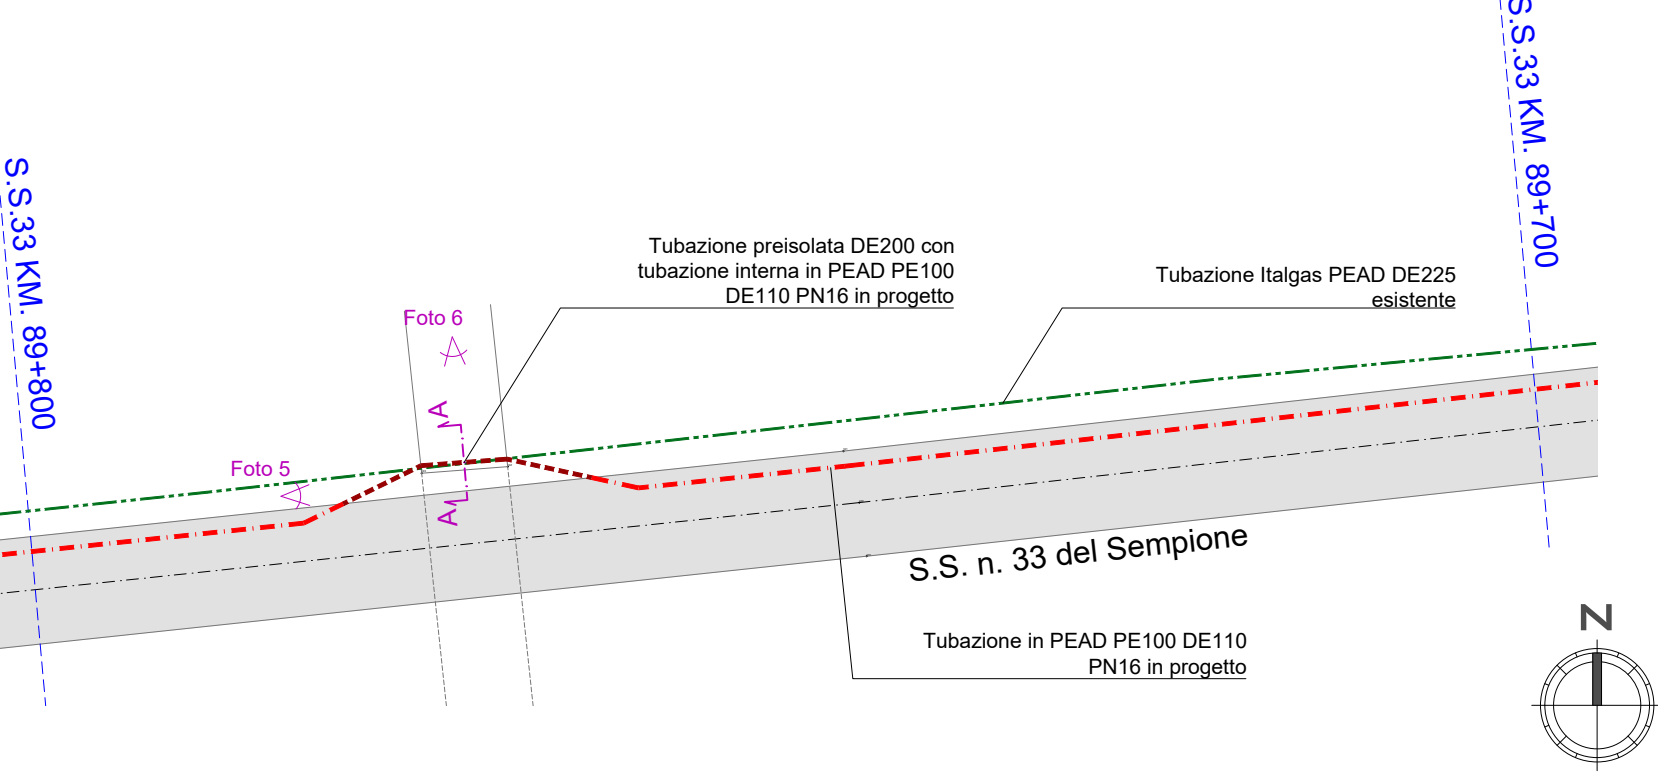 S.S.33 KM. 89+800
S.S.33 KM. 89+700
Tubazione preisolata DE200 con
tubazione interna in PEAD PE100
DE110 PN16 in progetto
Tubazione Italgas PEAD DE225
esistente
Foto 6
A
A
Foto 5
S.S. n. 33 del Sempione
Tubazione in PEAD PE100 DE110
PN16 in progetto
N